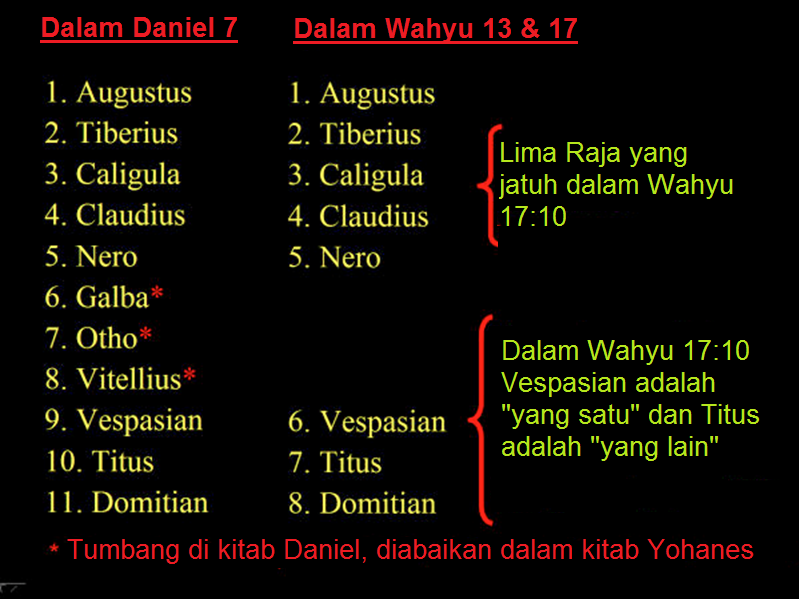 Dalam Daniel 7
1. Augustus
2. Tiberius
3. Caligula
4. Claudius
5. Nero
6. Galba*
7. Otho*
8. Vitellius*
9. Vespasian
10. Titus
11. Domitian
Dalam Wahyu 13 & 17
1. Augustus
2. Tiberius
3. Caligula
4. Claudius
5. Nero
6. Vespasian
7. Titus
8. Domitian
Lima Raja yang
jatuh dalam Wahyu
17:10
Dalam Wahyu 17:10
Vespasian adalah
"yang satu" dan Titus
adalah "yang lain"
* Tumbang di kitab Daniel, diabaikan dalam kitab Yohanes